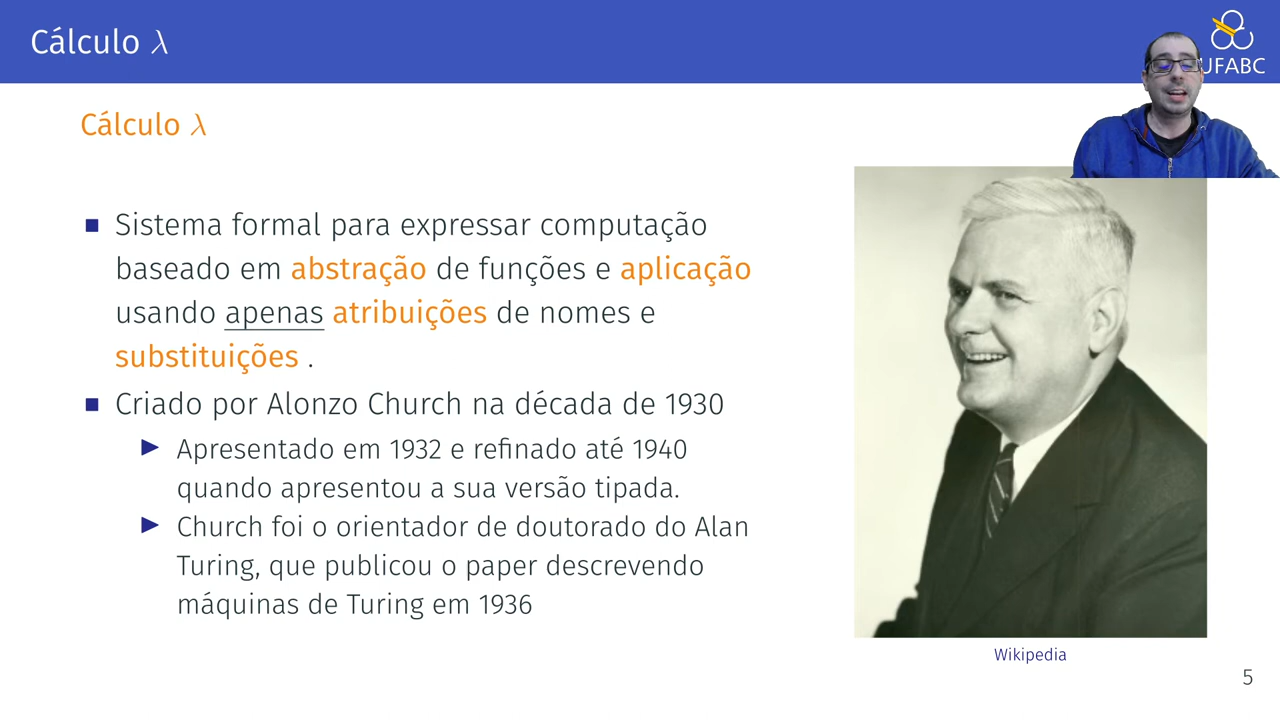 Cálculo λ
UFABC
Cálculo λ
■ Sistema formal para expressar computação
baseado em abstração de funções e aplicação
usando apenas atribuições de nomes e
substituições .
■ Criado por Alonzo Church na década de 1930
▶ Apresentado em 1932 e refinado até 1940
quando apresentou a sua versão tipada.
▶ Church foi o orientador de doutorado do Alan
Turing, que publicou o paper descrevendo
máquinas de Turing em 1936
Wikipedia
5